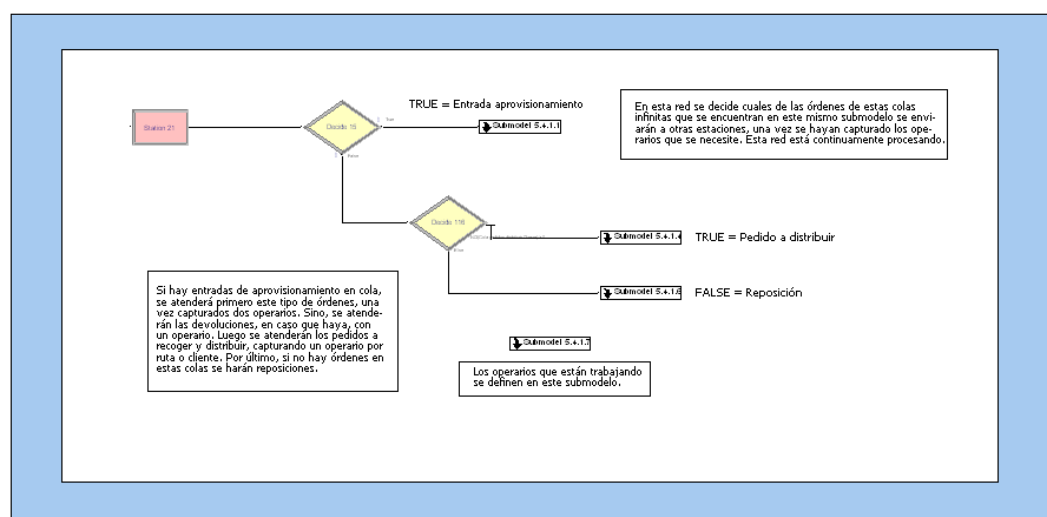 TRUE = Entrada aprovisionamiento
Station 21
Decide 15
True
Submodel 5.4.1.1
False
En esta red se decide cuales de las órdenes de estas colas
infinitas que se encuentran en este mismo submodelo se envi-
arán a otras estaciones, una vez se hayan capturado los ope-
rarios que se necesite. Esta red está continuamente procesando.
Decide 116
Submodel 5.4.1.4
TRUE = Pedido a distribuir
Submodel 5.4.1.6
FALSE = Reposición
Si hay entradas de aprovisionamiento en cola,
se atenderá primero este tipo de órdenes, una
vez capturados dos operarios. Sino, se atende-
rán las devoluciones, en caso que haya, con
un operario. Luego se atenderán los pedidos a
recoger y distribuir, capturando un operario por
ruta o cliente. Por último, si no hay órdenes en
estas colas se harán reposiciones.
Submodel 5.4.1.7
Los operarios que están trabajando
se definen en este submodelo.